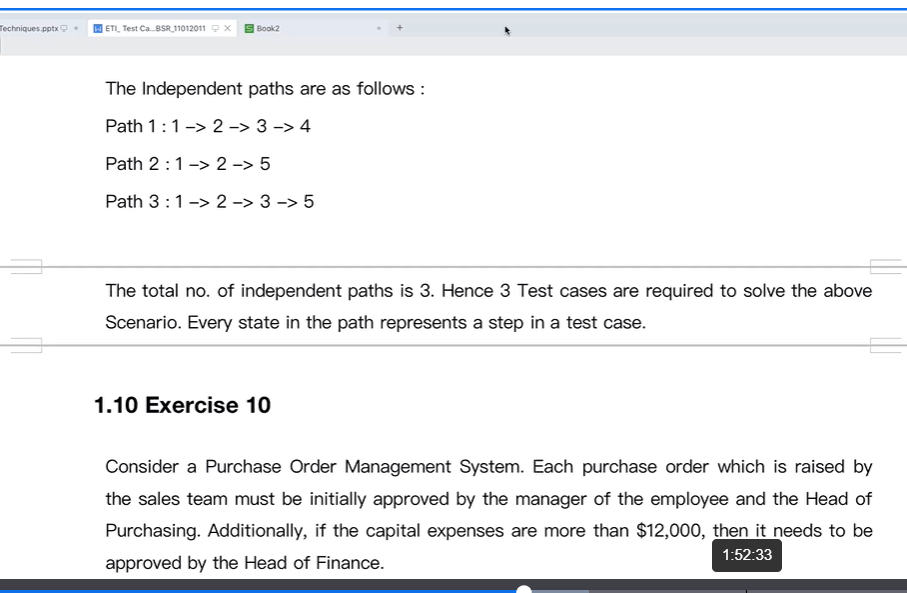 Techniques.pptx
ETI_ Test Ca...BSR_11012011
Book2
The Independent paths are as follows :
Path 1 : 1 –> 2 –> 3 –> 4
Path 2 : 1 –> 2 –> 5
Path 3 : 1 –> 2 –> 3 –> 5
The total no. of independent paths is 3. Hence 3 Test cases are required to solve the above
Scenario. Every state in the path represents a step in a test case.
1.10 Exercise 10
Consider a Purchase Order Management System. Each purchase order which is raised by
the sales team must be initially approved by the manager of the employee and the Head of
Purchasing. Additionally, if the capital expenses are more than $12,000, then it needs to be
approved by the Head of Finance.
1:52:33